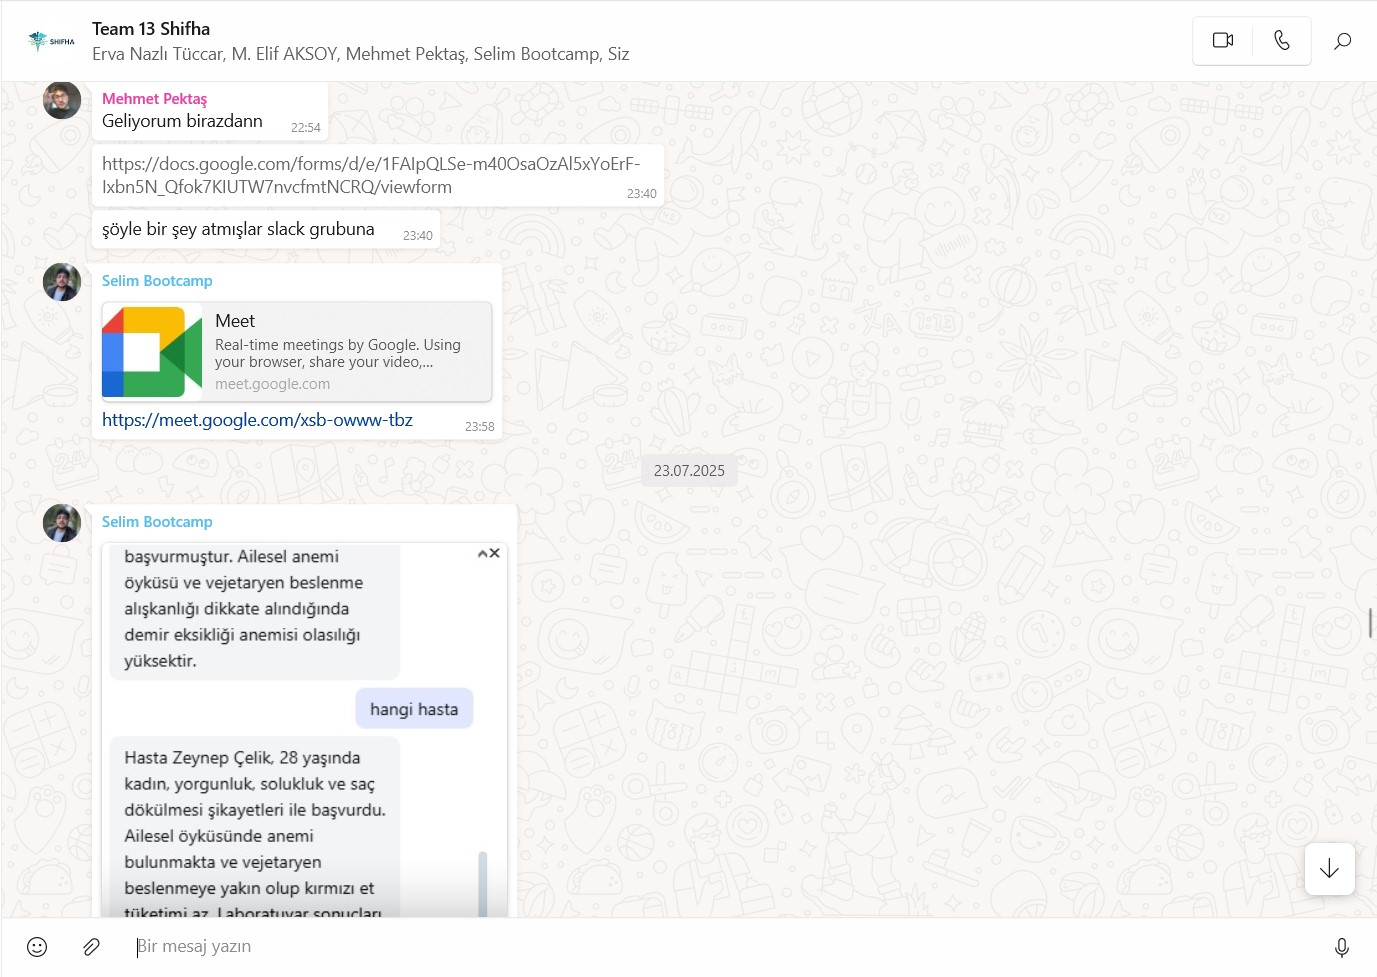 SHIFHA
Team 13 Shifha
Erva Nazlı Tüccar, M. Elif AKSOY, Mehmet Pektaş, Selim Bootcamp, Siz
Mehmet Pektaş
Geliyorum birazdann 22:54
https://docs.google.com/forms/d/e/1FAIpQLSe-m40OsaOzAl5xYoErF-
Ixbn5N_Qfok7KlUTW7nvcfmtNCRQ/viewform 23:40
şöyle bir şey atmışlar slack grubuna 23:40
Selim Bootcamp
Meet
Real-time meetings by Google. Using
your browser, share your video,...
meet.google.com
https://meet.google.com/xsb-owww-tbz 23:58
23.07.2025
Selim Bootcamp
başvurmuştur. Ailesel anemi
öyküsü ve vejetaryen beslenme
alışkanlığı dikkate alındığında
demir eksikliği anemisi olasılığı
yüksektir.
hangi hasta
Hasta Zeynep Çelik, 28 yaşında
kadın, yorgunluk, solukluk ve saç
dökülmesi şikayetleri ile başvurdu.
Ailesel öyküsünde anemi
bulunmakta ve vejetaryen
beslenmeye yakın olup kırmızı et
tüketimi az. Laboratuvar sonuçları
Bir mesaj yazın